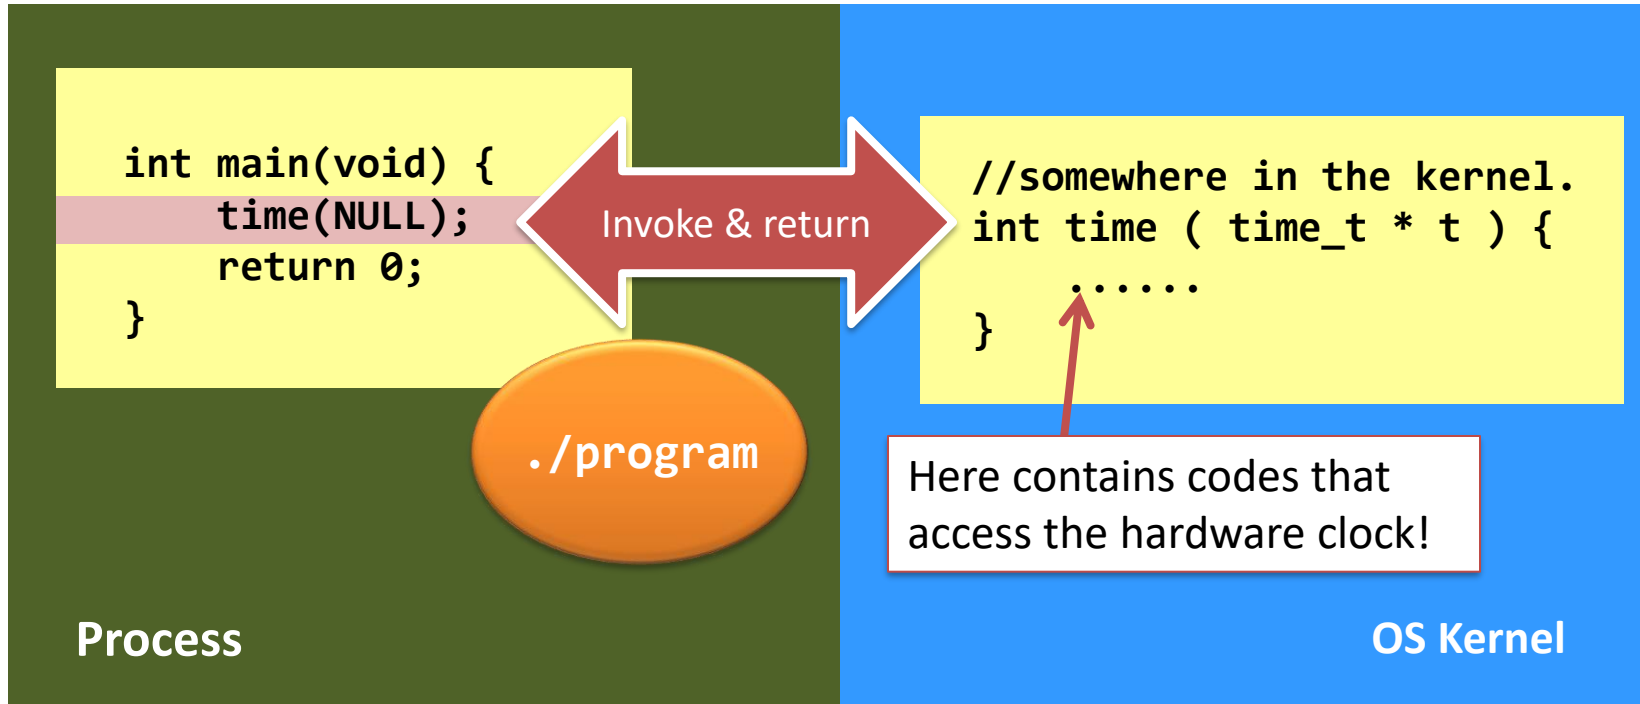 int main(void) {
time(NULL);
return 0;
}
Invoke & return
//somewhere in the kernel.
int time ( time_t * t ) {
......
}
./program
Here contains codes that
access the hardware clock!
Process
OS Kernel